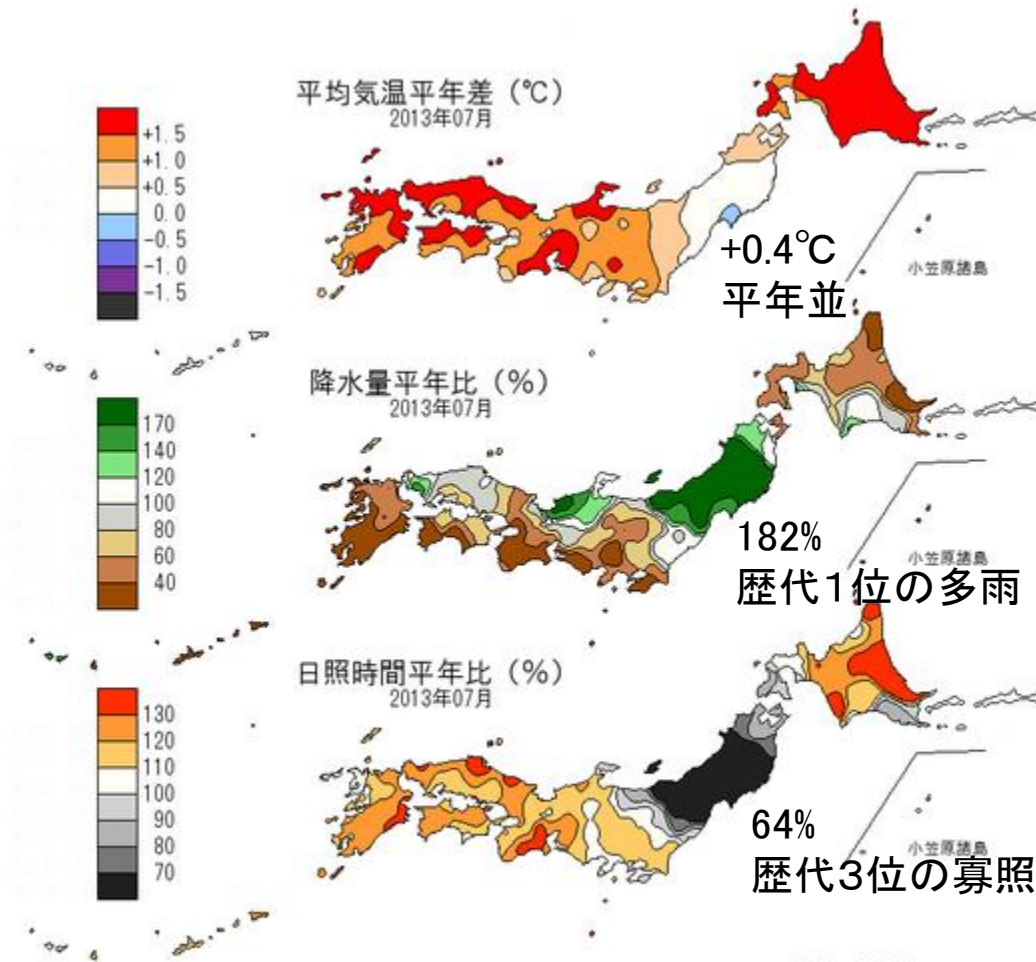 平均気温平年差（℃）
2013年07月
+1.5
+1.0
+0.5
0.0
-0.5
-1.0
-1.5
+0.4℃
平年並
小笠原諸島
降水量平年比（%）
2013年07月
170
140
120
100
80
60
40
182%
歴代1位の多雨
小笠原諸島
日照時間平年比（%）
2013年07月
130
120
110
100
90
80
70
64%
歴代3位の寡照
小笠原諸島